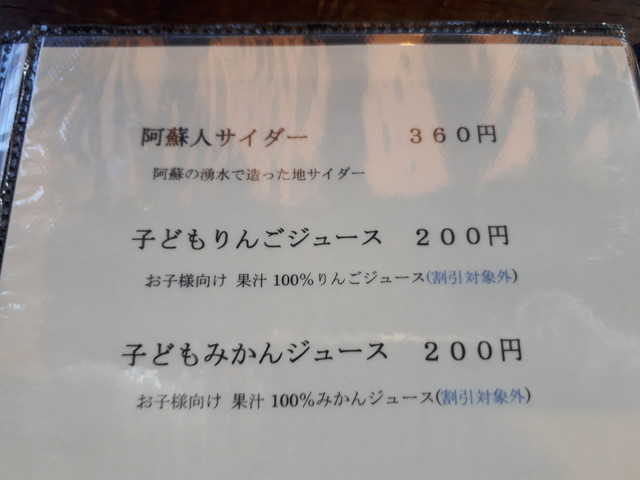 阿蘇人サイダー　３６０円
阿蘇の湧水で造った地サイダー
子どもりんごジュース　２００円
お子様向け 果汁 100%りんごジュース(割引対象外)
子どもみかんジュース　２００円
お子様向け 果汁 100%みかんジュース(割引対象外)